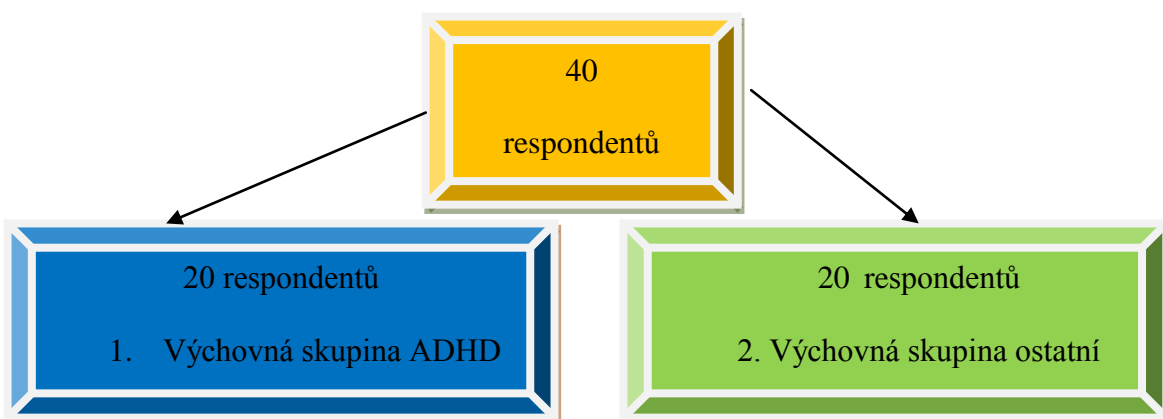 40
respondentů
20 respondentů
1. Výchovná skupina ADHD
20 respondentů
2. Výchovná skupina ostatní